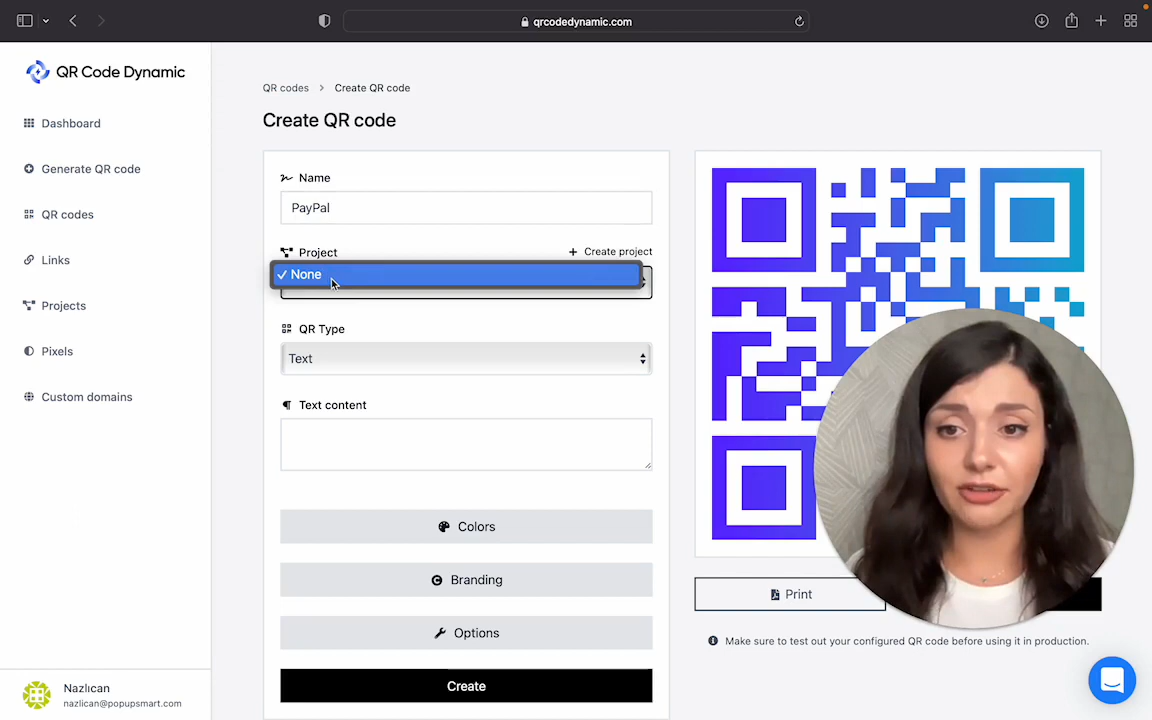 qrcodedynamic.com
QR Code Dynamic
Dashboard
Generate QR code
QR codes
Links
Projects
Pixels
Custom domains
Nazlıcan
nazlican@popupsmart.com
QR codes > Create QR code
Create QR code
Name
PayPal
Project
+ Create project
✓ None
QR Type
Text
Text content
Colors
Branding
Options
Create
Print
Make sure to test out your configured QR code before using it in production.